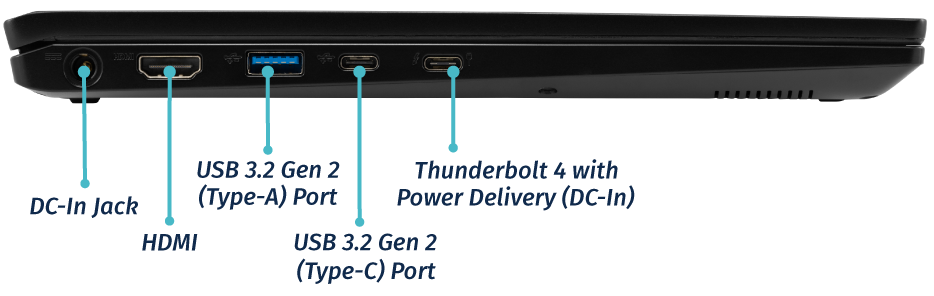 DC-In Jack
HDMI
USB 3.2 Gen 2
(Type-A) Port
USB 3.2 Gen 2
(Type-C) Port
Thunderbolt 4 with
Power Delivery (DC-In)